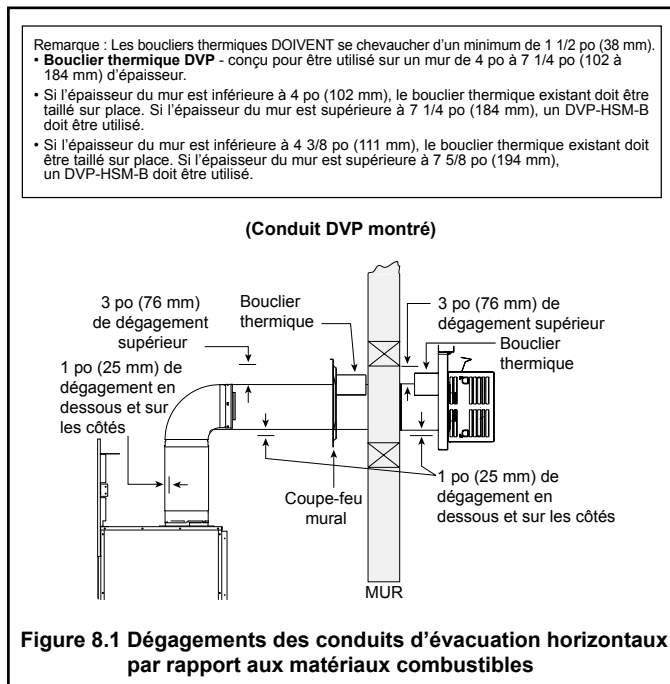 Remarque : Les boucliers thermiques DOIVENT se chevaucher d'un minimum de 1 1/2 po (38 mm).
• Bouclier thermique DVP - conçu pour être utilisé sur un mur de 4 po à 7 1/4 po (102 à
184 mm) d'épaisseur.
• Si l'épaisseur du mur est inférieure à 4 po (102 mm), le bouclier thermique existant doit être
taillé sur place. Si l'épaisseur du mur est supérieure à 7 1/4 po (184 mm), un DVP-HSM-B
doit être utilisé.
• Si l'épaisseur du mur est inférieure à 4 3/8 po (111 mm), le bouclier thermique existant doit
être taillé sur place. Si l'épaisseur du mur est supérieure à 7 5/8 po (194 mm),
un DVP-HSM-B doit être utilisé.
(Conduit DVP montré)
3 po (76 mm)
de dégagement
supérieur
Bouclier
thermique
3 po (76 mm) de
dégagement supérieur
Bouclier
thermique
1 po (25 mm) de
dégagement en
dessous et sur
les côtés
Coupe-feu
mural
1 po (25 mm) de
dégagement en
dessous et sur les côtés
MUR
Figure 8.1 Dégagements des conduits d'évacuation horizontaux
par rapport aux matériaux combustibles